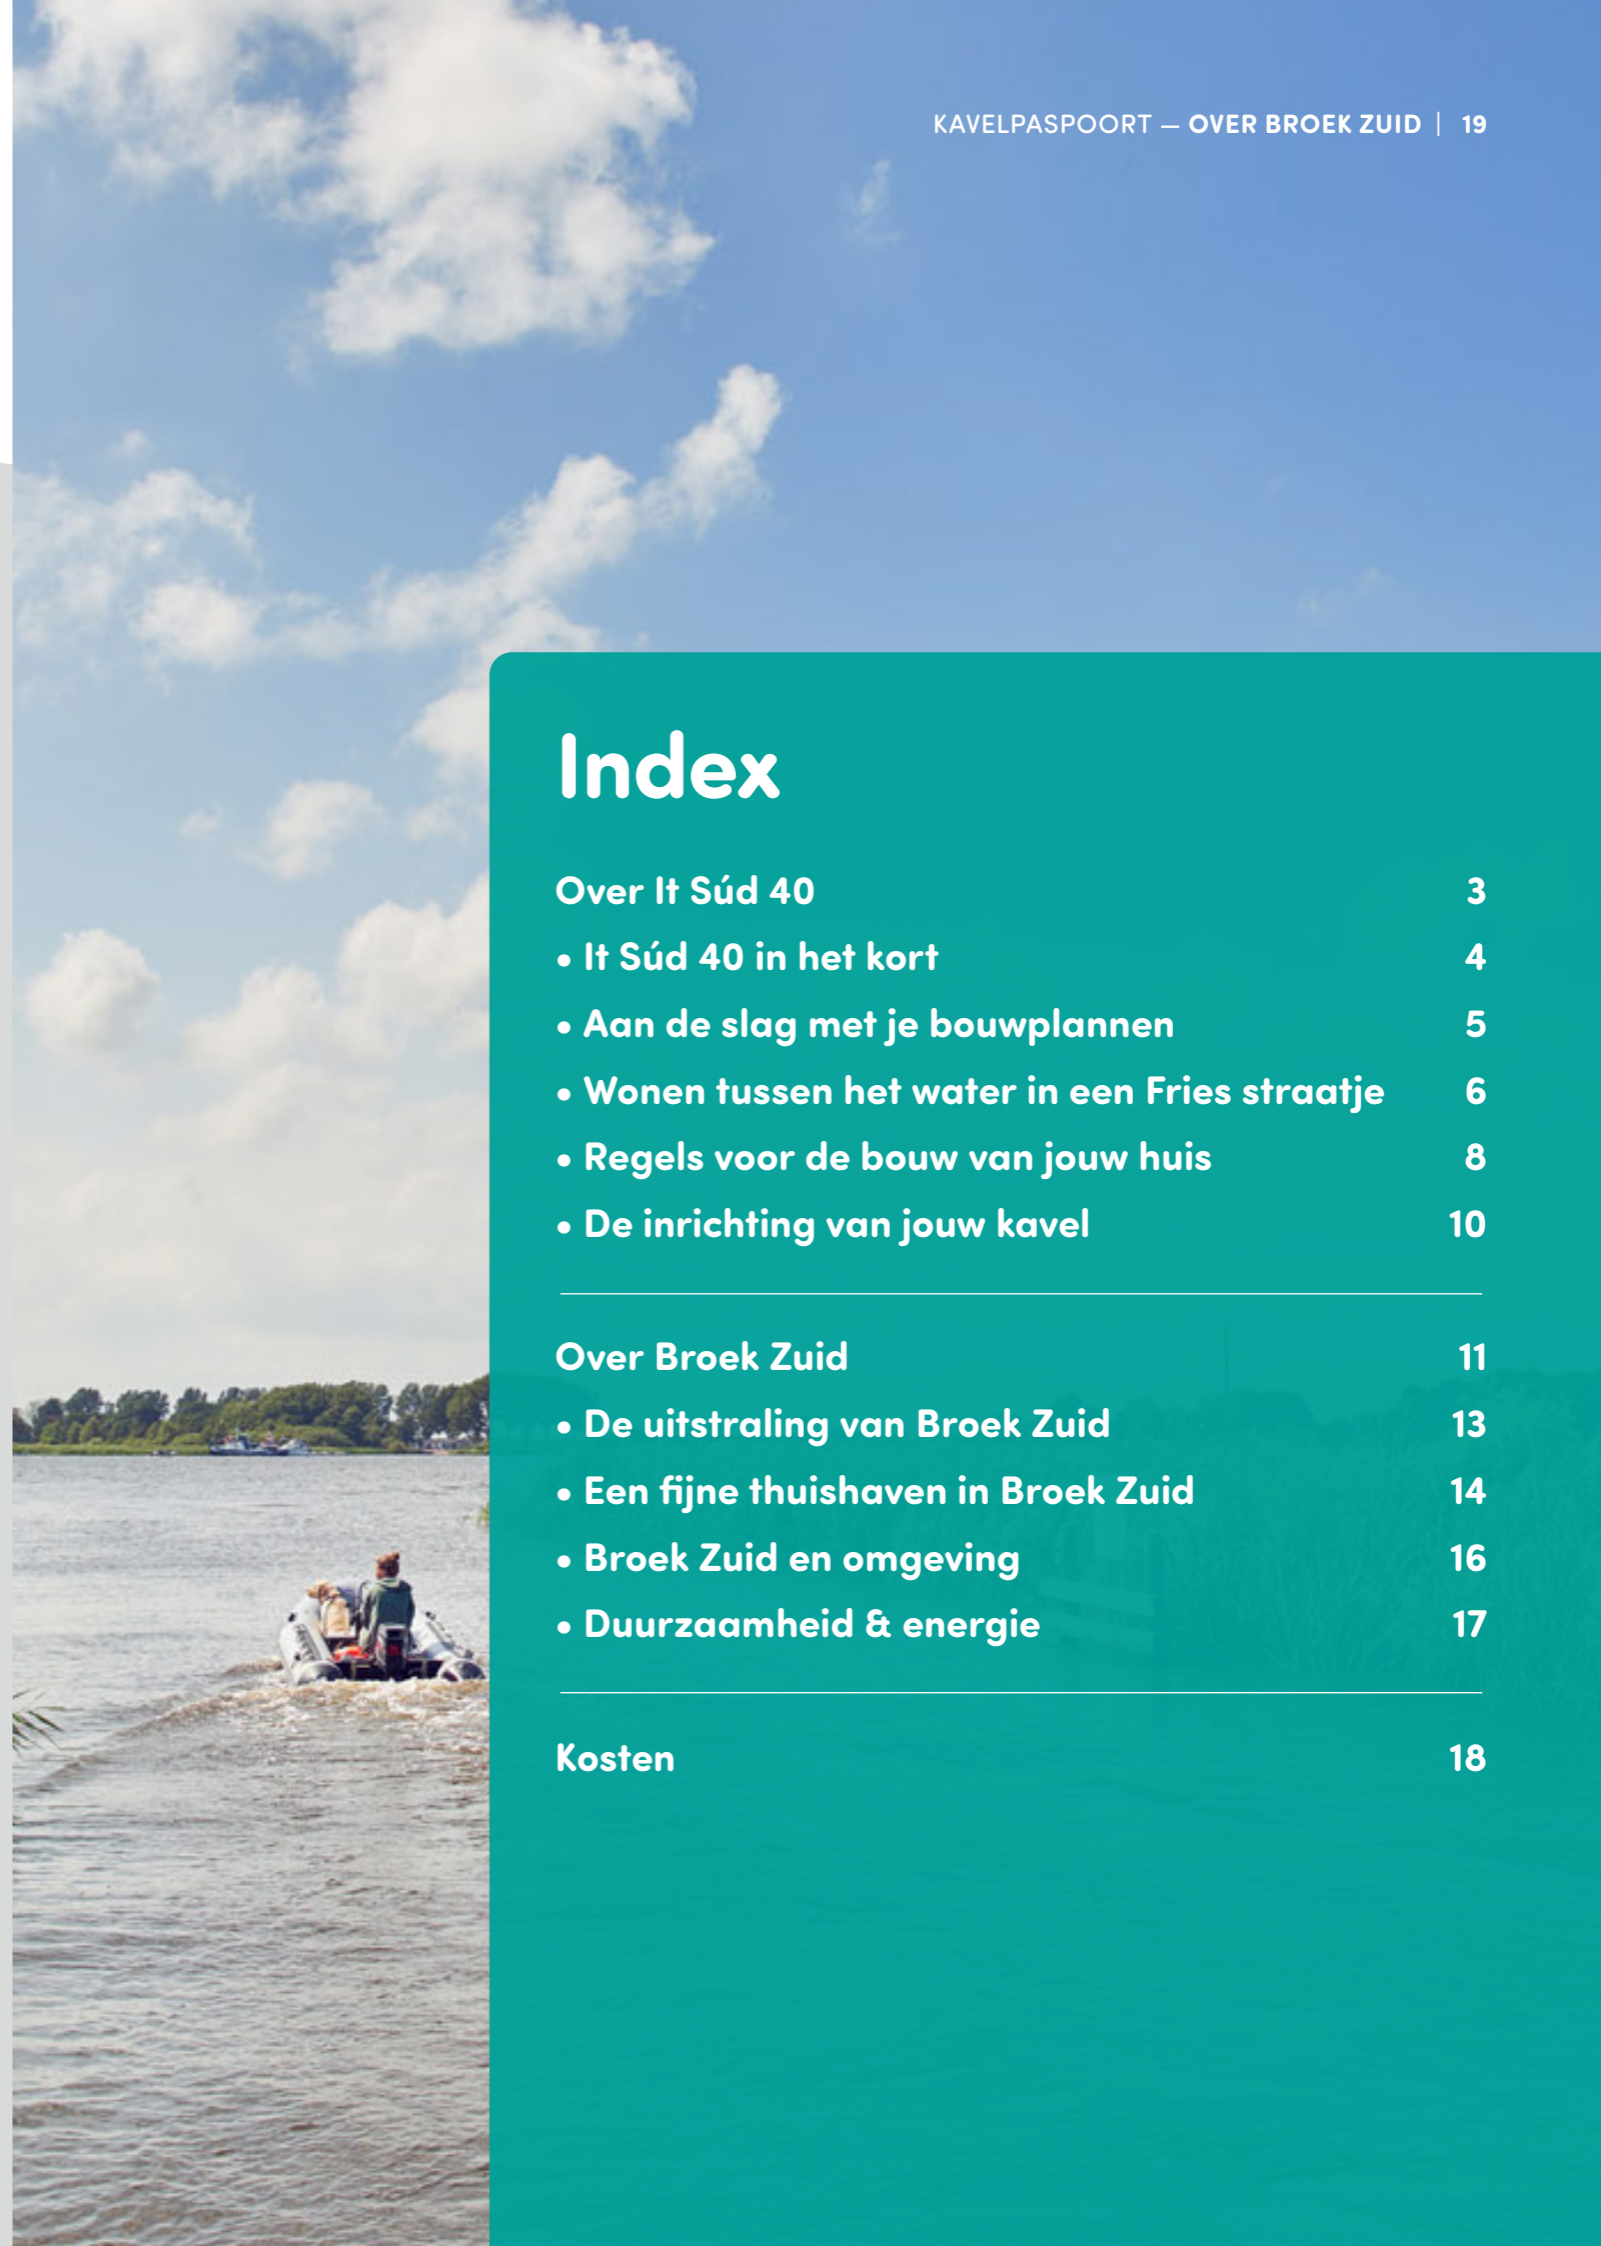 KAVELPASPOORT — OVER BROEK ZUID | 19
Index
Over It Súd 40 3
• It Súd 40 in het kort 4
• Aan de slag met je bouwplannen 5
• Wonen tussen het water in een Fries straatje 6
• Regels voor de bouw van jouw huis 8
• De inrichting van jouw kavel 10
Over Broek Zuid 11
• De uitstraling van Broek Zuid 13
• Een fijne thuishaven in Broek Zuid 14
• Broek Zuid en omgeving 16
• Duurzaamheid & energie 17
Kosten 18